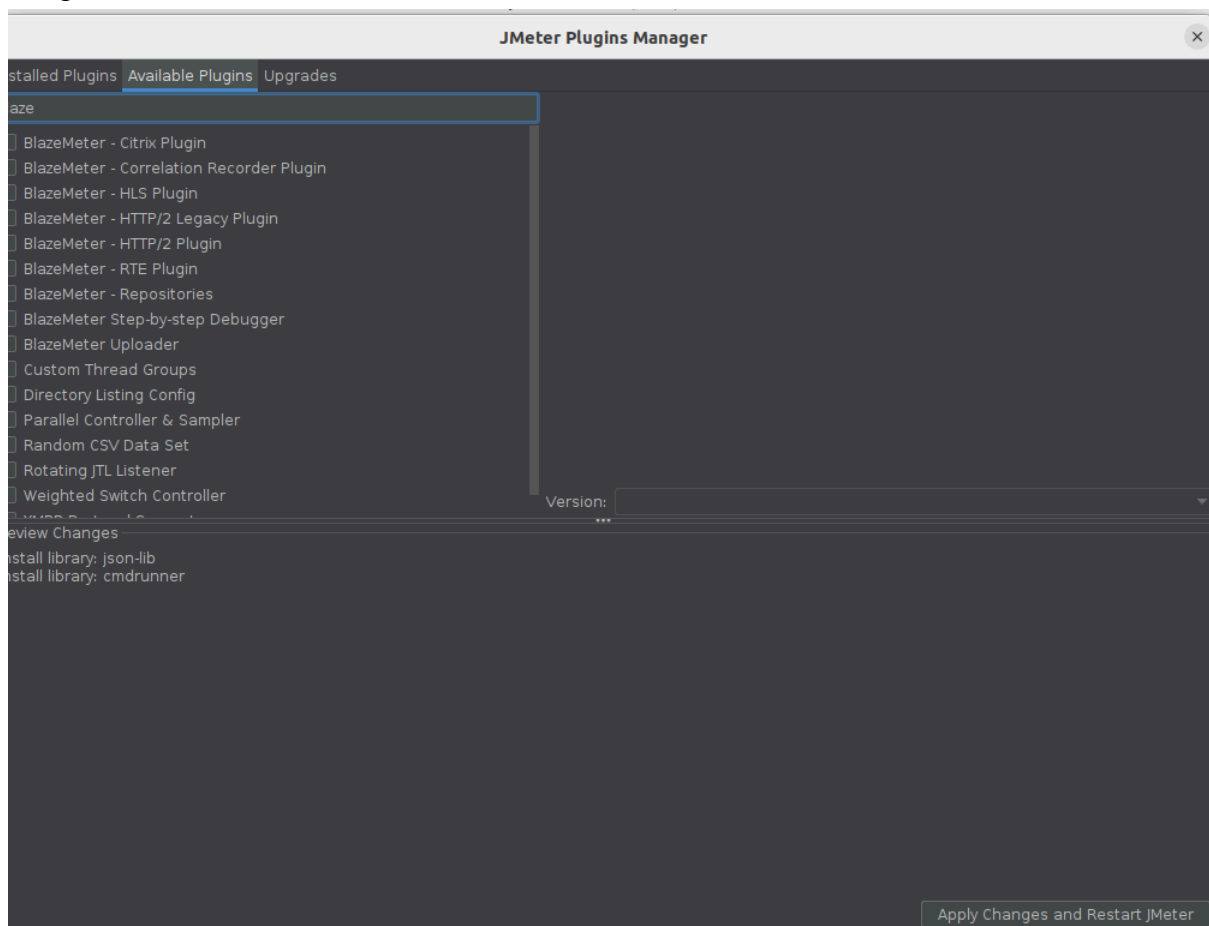 JMeter Plugins Manager
stalled Plugins Available Plugins Upgrades
aze
BlazeMeter - Citrix Plugin
BlazeMeter - Correlation Recorder Plugin
BlazeMeter - HLS Plugin
BlazeMeter - HTTP/2 Legacy Plugin
BlazeMeter - HTTP/2 Plugin
BlazeMeter - RTE Plugin
BlazeMeter - Repositories
BlazeMeter Step-by-step Debugger
BlazeMeter Uploader
Custom Thread Groups
Directory Listing Config
Parallel Controller & Sampler
Random CSV Data Set
Rotating JTL Listener
Weighted Switch Controller
Version:
eview Changes
nstall library: json-lib
nstall library: cmdrunner
Apply Changes and Restart JMeter